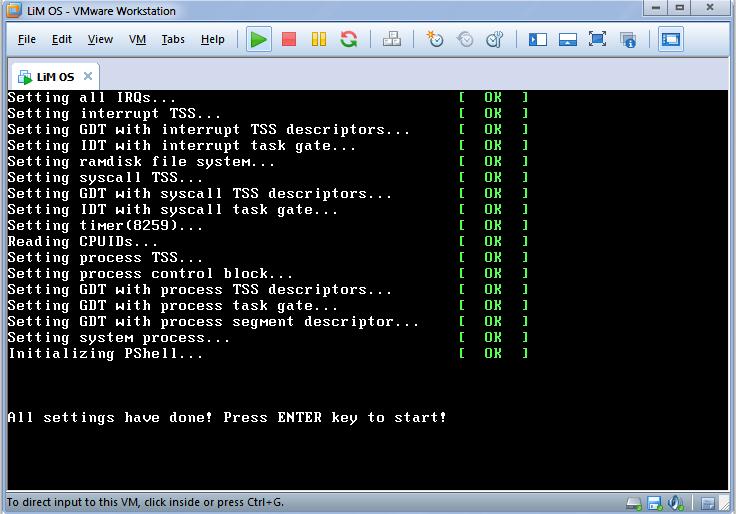 LiM OS - VMware Workstation
File Edit View VM Tabs Help
LiM OS
Setting all IRQs... [ OK ]
Setting interrupt TSS... [ OK ]
Setting GDT with interrupt TSS descriptors... [ OK ]
Setting IDT with interrupt task gate... [ OK ]
Setting ramdisk file system... [ OK ]
Setting syscall TSS... [ OK ]
Setting GDT with syscall TSS descriptors... [ OK ]
Setting IDT with syscall task gate... [ OK ]
Setting timer(8259)... [ OK ]
Reading CPUIDs... [ OK ]
Setting process TSS... [ OK ]
Setting process control block... [ OK ]
Setting GDT with process TSS descriptors... [ OK ]
Setting GDT with process task gate... [ OK ]
Setting GDT with process segment descriptor... [ OK ]
Setting system process... [ OK ]
Initializing PShell... [ OK ]
All settings have done! Press ENTER key to start!
To direct input to this VM, click inside or press Ctrl+G.